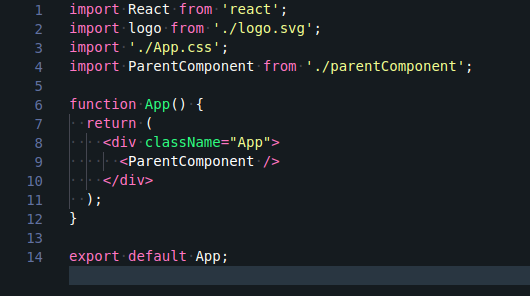 1 import React from 'react';
2 import logo from './logo.svg';
3 import './App.css';
4 import ParentComponent from './parentComponent';
5
6 function App() {
7   return (
8     <div className="App">
9       <ParentComponent />
10     </div>
11   );
12 }
13
14 export default App;